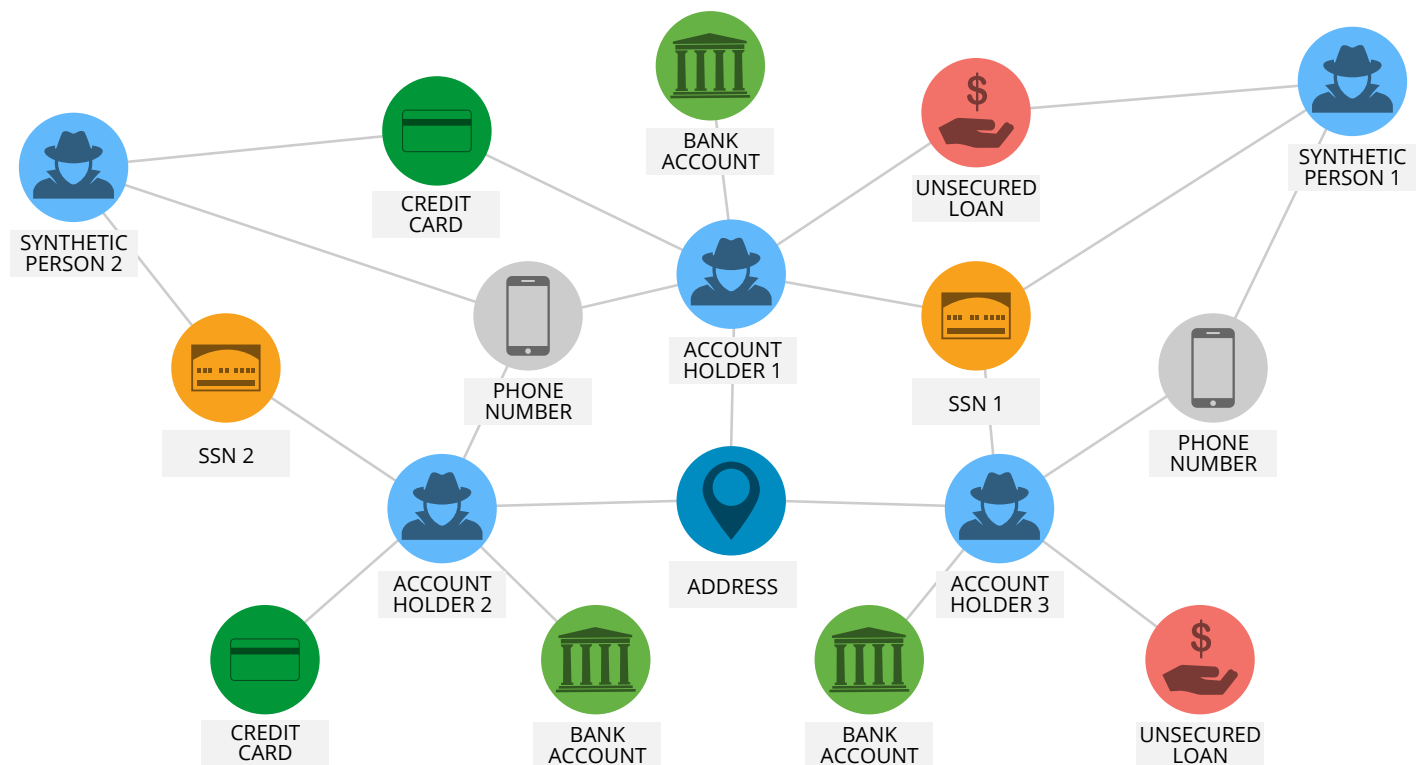 BANK
ACCOUNT
SYNTHETIC
PERSON 1
UNSECURED
LOAN
CREDIT
CARD
SYNTHETIC
PERSON 2
ACCOUNT
HOLDER 1
PHONE
NUMBER
SSN 1
PHONE
NUMBER
SSN 2
ACCOUNT
HOLDER 2
ADDRESS
ACCOUNT
HOLDER 3
CREDIT
CARD
BANK
ACCOUNT
BANK
ACCOUNT
UNSECURED
LOAN
$
$